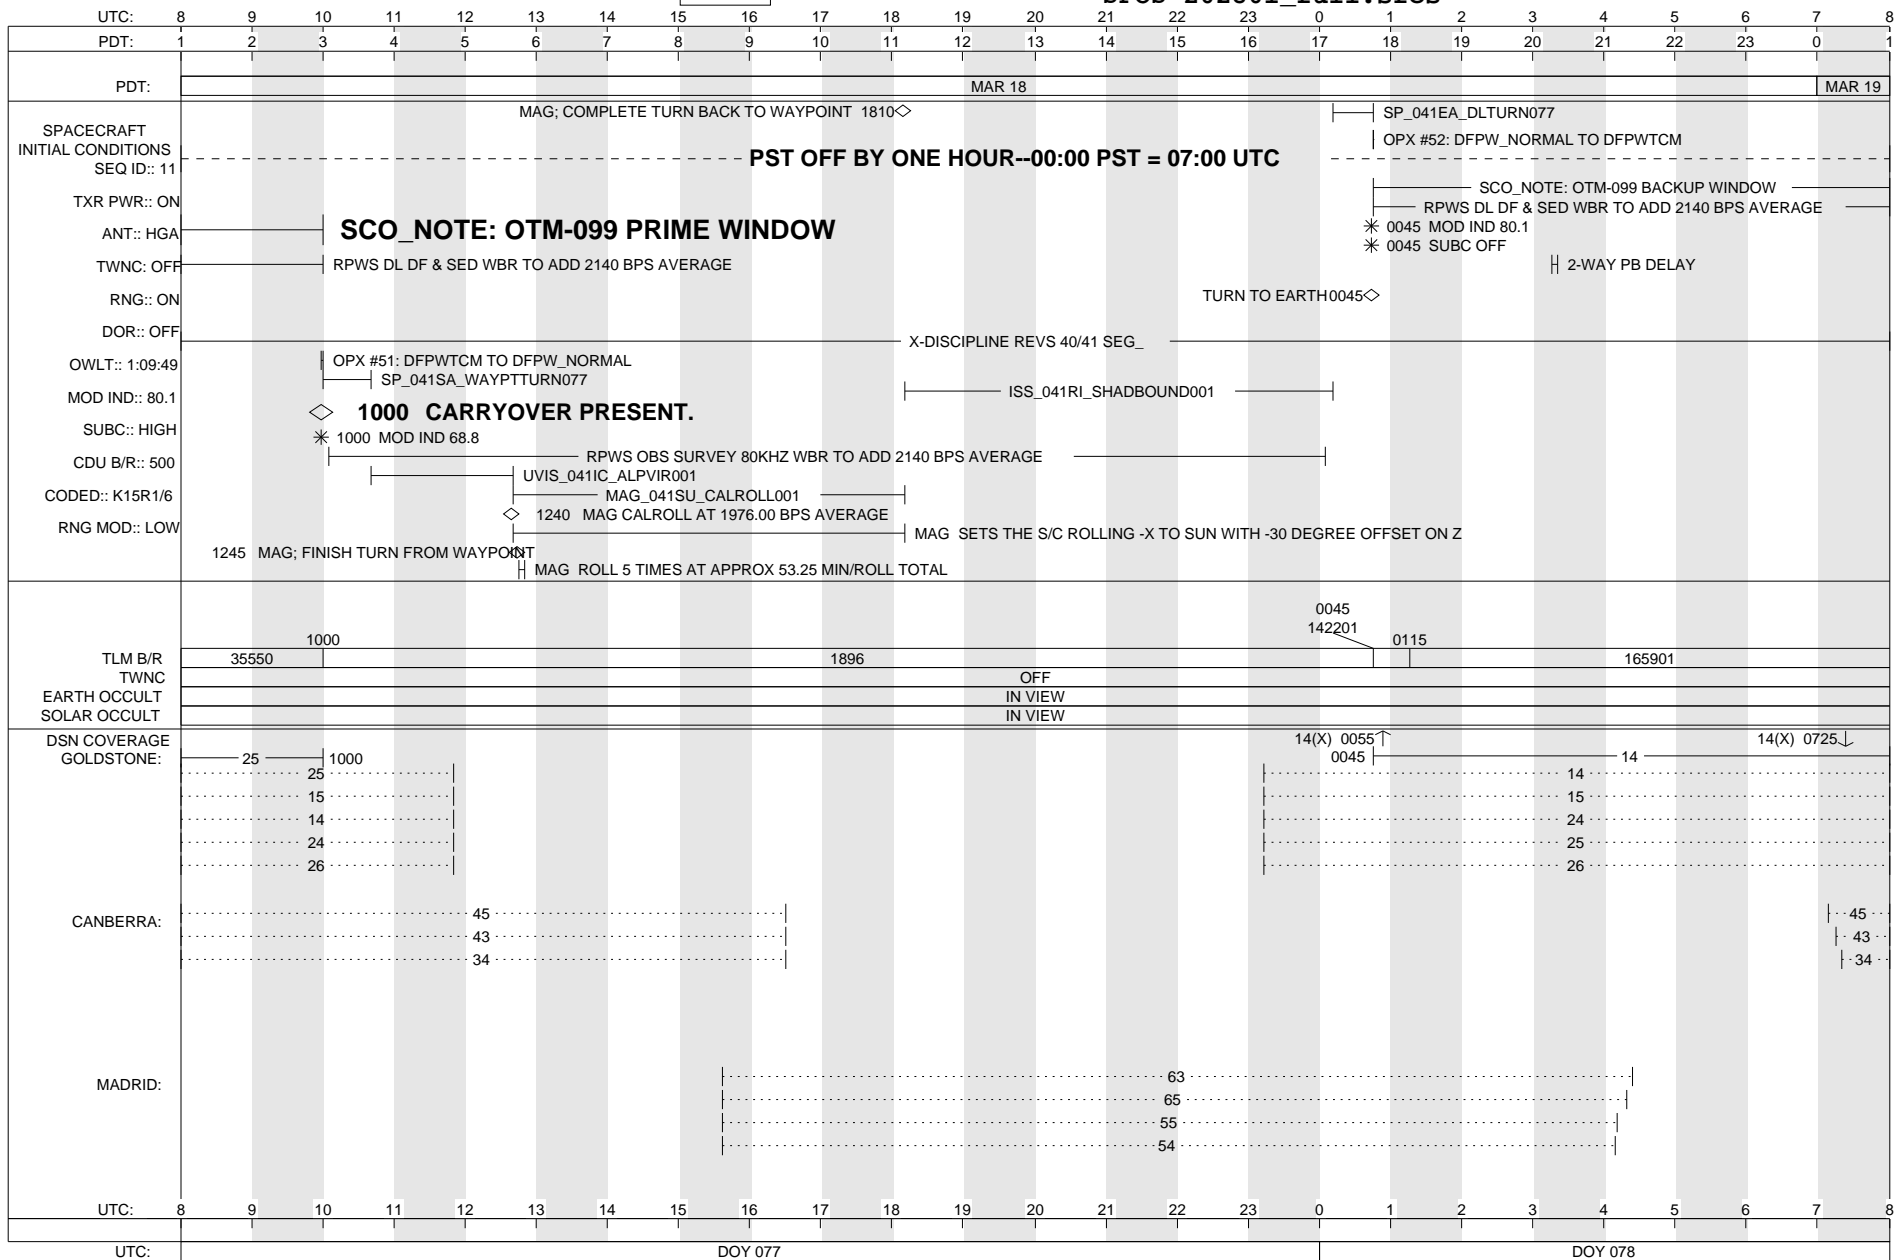 UTC: 8 9 10 11 12 13 14 15 16 17 18 19 20 21 22 23 0 1 2 3 4 5 6 7 8
PDT: 1 2 3 4 5 6 7 8 9 10 11 12 13 14 15 16 17 18 19 20 21 22 23 0 1
PDT: MAR 18 MAR 19
MAG; COMPLETE TURN BACK TO WAYPOINT 1810
SP_041EA_DLTURN077
SPACECRAFT
INITIAL CONDITIONS
OPX #52: DFPW_NORMAL TO DFPWTCM
SEQ ID:: 11
PST OFF BY ONE HOUR--00:00 PST = 07:00 UTC
SCO_NOTE: OTM-099 BACKUP WINDOW
TXR PWR:: ON
RPWS DL DF & SED WBR TO ADD 2140 BPS AVERAGE
ANT:: HGA
SCO_NOTE: OTM-099 PRIME WINDOW
0045 MOD IND 80.1
0045 SUBC OFF
TWNC: OFF
RPWS DL DF & SED WBR TO ADD 2140 BPS AVERAGE
2-WAY PB DELAY
RNG:: ON
TURN TO EARTH0045
DOR:: OFF
X-DISCIPLINE REVS 40/41 SEG_
OWLT:: 1:09:49
OPX #51: DFPWTCM TO DFPW_NORMAL
SP_041SA_WAYPTTURN077
MOD IND:: 80.1
ISS_041RI_SHADBOUND001
1000 CARRYOVER PRESENT.
SUBC:: HIGH
1000 MOD IND 68.8
CDU B/R:: 500
RPWS OBS SURVEY 80KHZ WBR TO ADD 2140 BPS AVERAGE
UVIS_041IC_ALPVIR001
CODED:: K15R1/6
MAG_041SU_CALROLL001
1240 MAG CALROLL AT 1976.00 BPS AVERAGE
RNG MOD:: LOW
MAG SETS THE S/C ROLLING -X TO SUN WITH -30 DEGREE OFFSET ON Z
1245 MAG; FINISH TURN FROM WAYPOINT
MAG ROLL 5 TIMES AT APPROX 53.25 MIN/ROLL TOTAL
0045
142201
1000 0115
TLM B/R 35550 1896 165901
TWNC OFF
EARTH OCCULT IN VIEW
SOLAR OCCULT IN VIEW
DSN COVERAGE 14(X) 0055 14(X) 0725
GOLDSTONE: 25 1000 0045 14
25 14
15 15
14 24
24 25
26 26
CANBERRA: 45 45
43 43
34 34
MADRID: 63
65
55
54
UTC: 8 9 10 11 12 13 14 15 16 17 18 19 20 21 22 23 0 1 2 3 4 5 6 7 8
UTC: DOY 077 DOY 078